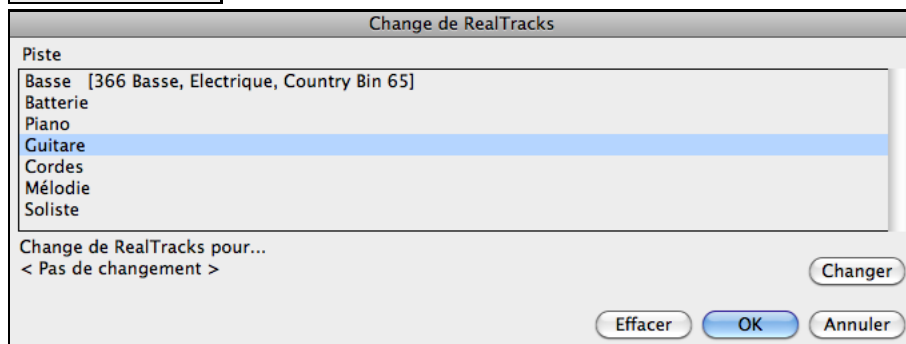 Change de RealTracks
Piste
Basse [366 Basse, Electrique, Country Bin 65]
Batterie
Piano
Guitare
Cordes
Mélodie
Soliste
Change de RealTracks pour...
< Pas de changement >
Changer
Effacer OK Annuler